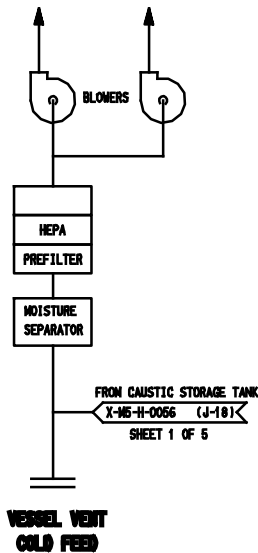 BLOWERS
HEPA
PREFILTER
MOISTURE
SEPARATOR
FROM CAUSTIC STORAGE TANK
X-M5-H-0056 (J-18)
SHEET 1 OF 5
VESSEL VENT
COLD FEED